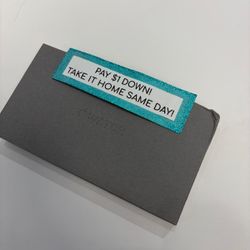 PAY $1 DOWN!
TAKE IT HOME SAME DAY!